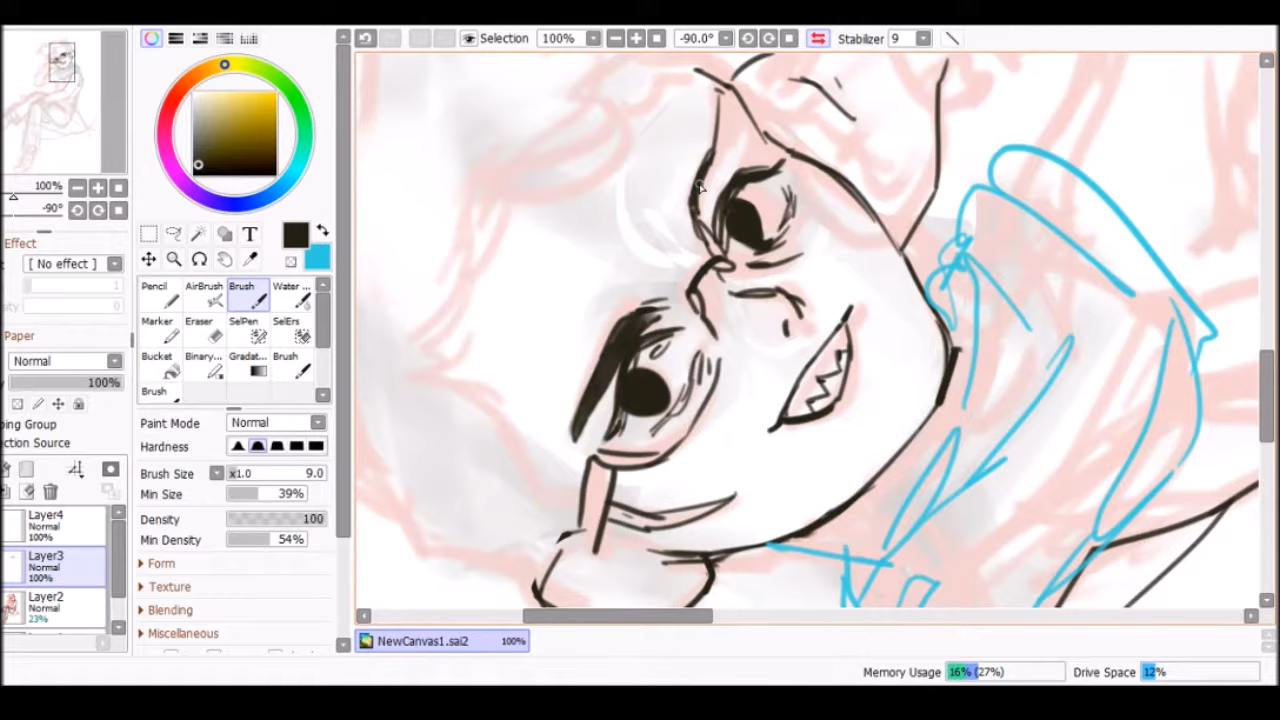 Selection 100% -90.0° Stabilizer 9
100%
-90°
Effect
[ No effect ]
1
0
Paper
Normal
100%
ping Group
ection Source
Layer4
Normal
100%
Layer3
Normal
100%
Layer2
Normal
23%
T
Pencil AirBrush Brush Water ...
Marker Eraser SelPen SelErs
Bucket Binary... Gradat... Brush
Brush
Paint Mode Normal
Hardness
Brush Size x1.0 9.0
Min Size 39%
Density 100
Min Density 54%
Form
Texture
Blending
Miscellaneous
NewCanvas1.sai2 100%
Memory Usage 16% (27%) Drive Space 12%